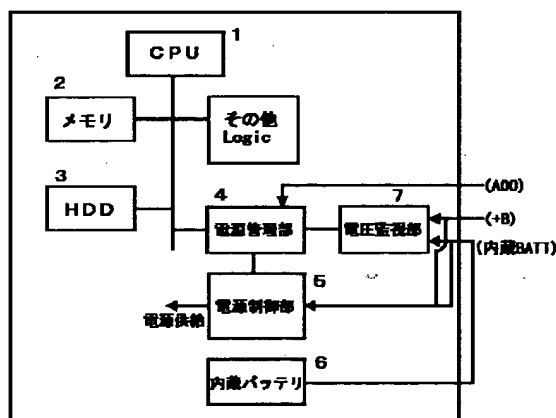 1
CPU
2
メモリ
その他
Logic
3
HDD
4
電源管理部
7
電圧監視部
(ADD)
(+B)
(内蔵BATT)
5
電源制御部
電源供給
6
内蔵バッテリ